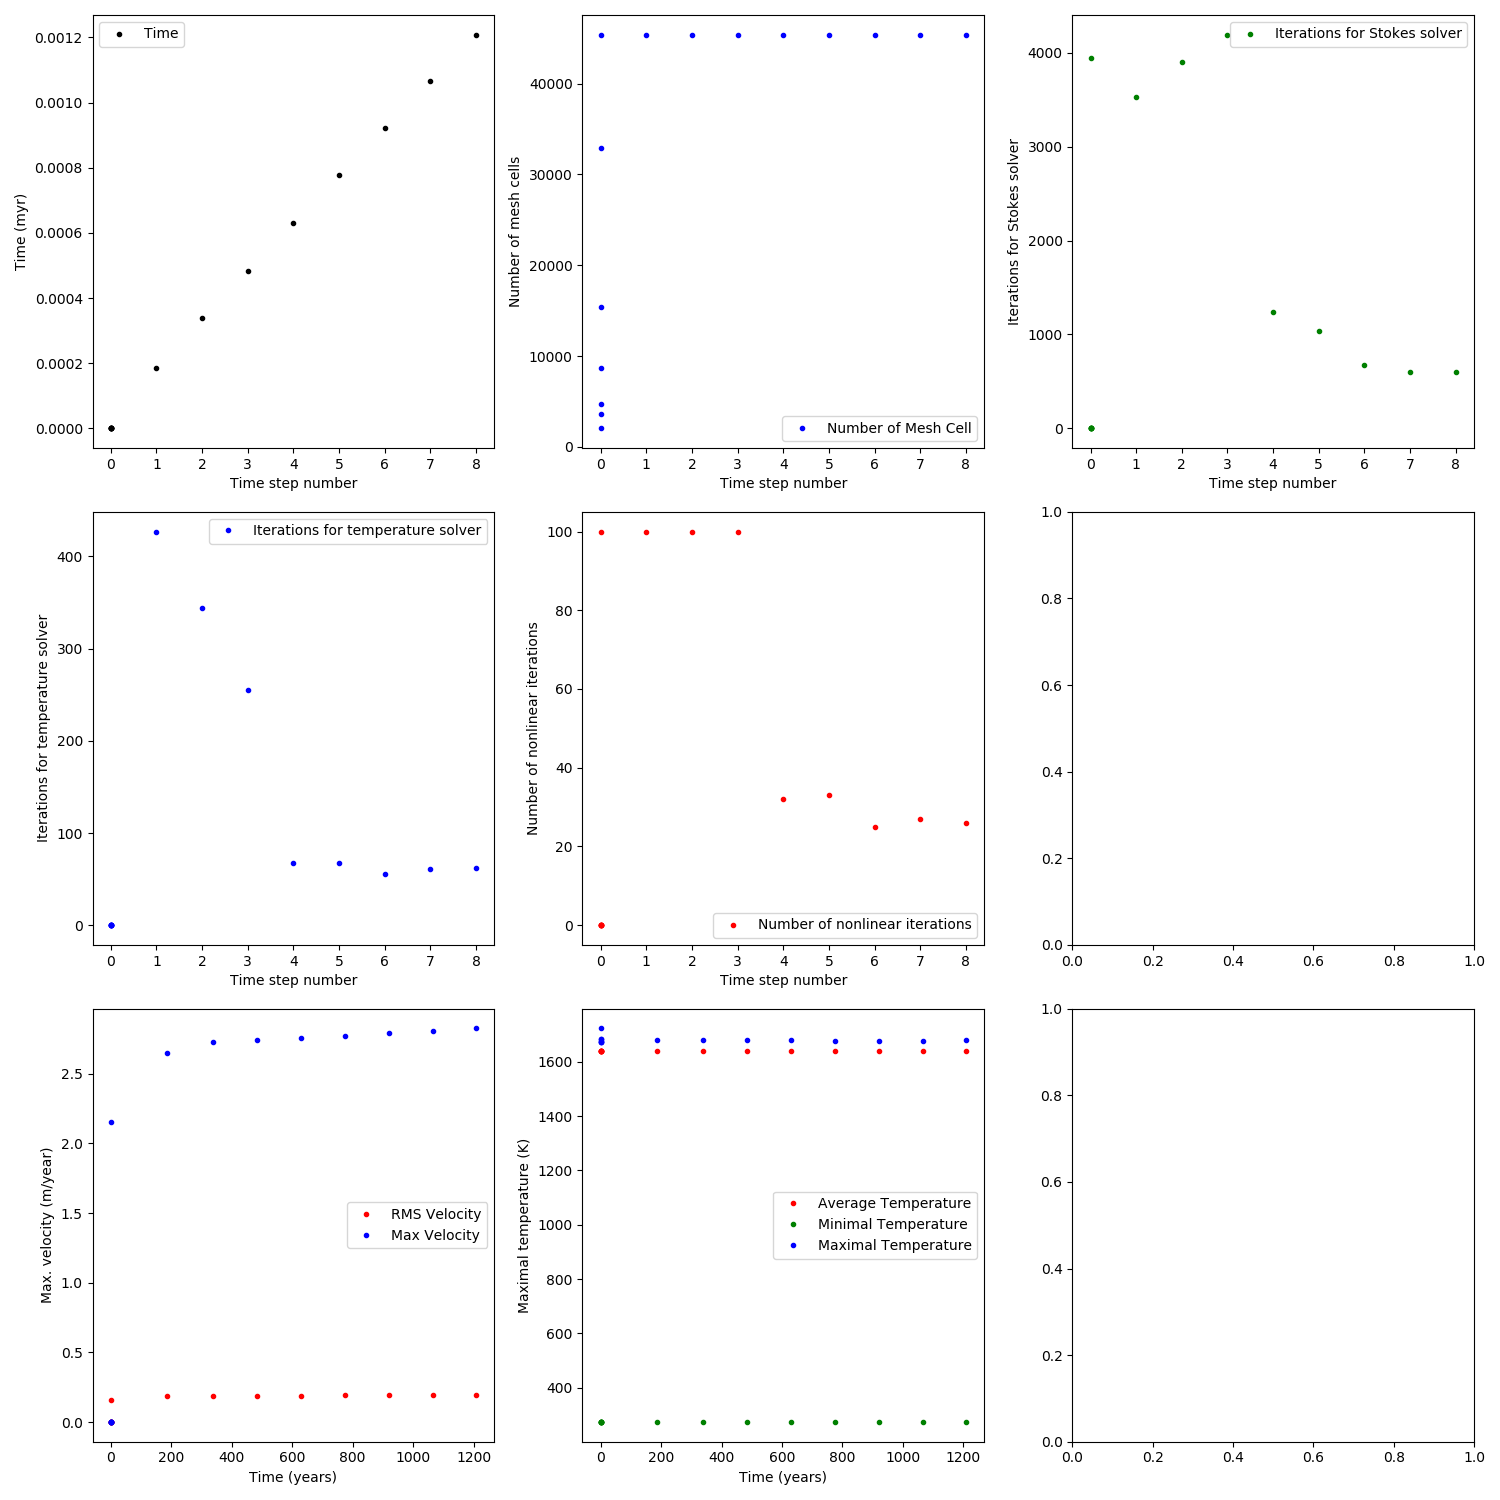 Time
0.0012
0.0010
0.0008
0.0006
0.0004
0.0002
0.0000
Time (myr)
0 1 2 3 4 5 6 7 8
Time step number
40000
30000
20000
10000
0
Number of mesh cells
Number of Mesh Cell
0 1 2 3 4 5 6 7 8
Time step number
Iterations for Stokes solver
4000
3000
2000
1000
0
Iterations for Stokes solver
0 1 2 3 4 5 6 7 8
Time step number
Iterations for temperature solver
400
300
200
100
0
Iterations for temperature solver
0 1 2 3 4 5 6 7 8
Time step number
100
80
60
40
20
0
Number of nonlinear iterations
Number of nonlinear iterations
0 1 2 3 4 5 6 7 8
Time step number
1.0
0.8
0.6
0.4
0.2
0.0
0.0 0.2 0.4 0.6 0.8 1.0
2.5
2.0
1.5
1.0
0.5
0.0
Max. velocity (m/year)
RMS Velocity
Max Velocity
0 200 400 600 800 1000 1200
Time (years)
1600
1400
1200
1000
800
600
400
Maximal temperature (K)
Average Temperature
Minimal Temperature
Maximal Temperature
0 200 400 600 800 1000 1200
Time (years)
1.0
0.8
0.6
0.4
0.2
0.0
0.0 0.2 0.4 0.6 0.8 1.0